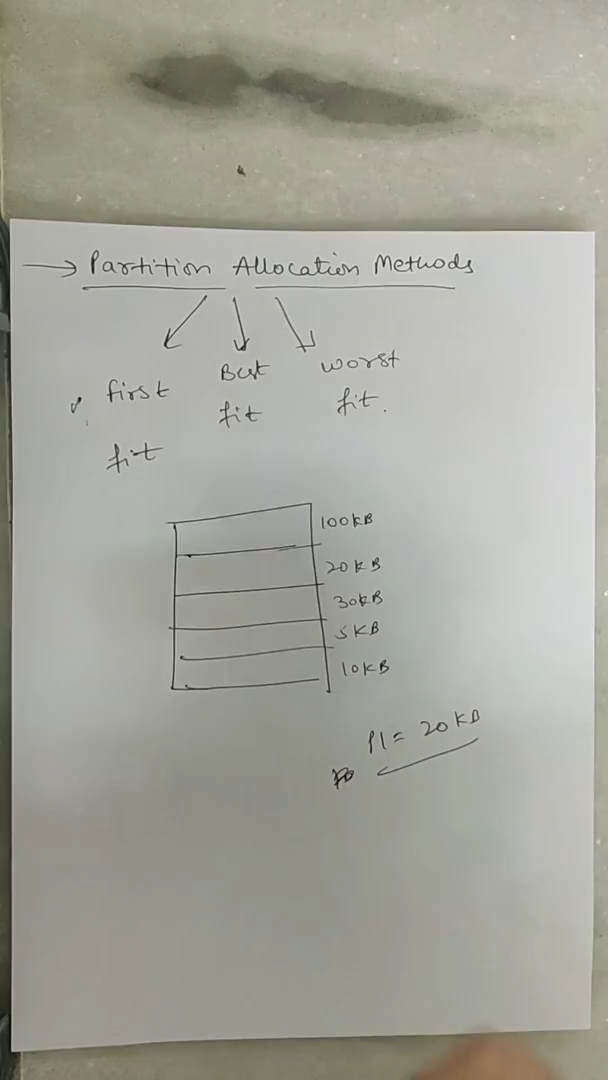 → Partition Allocation Methods
first fit
Best fit
worst fit.
100KB
20KB
30KB
5KB
10KB
P1 = 20KB